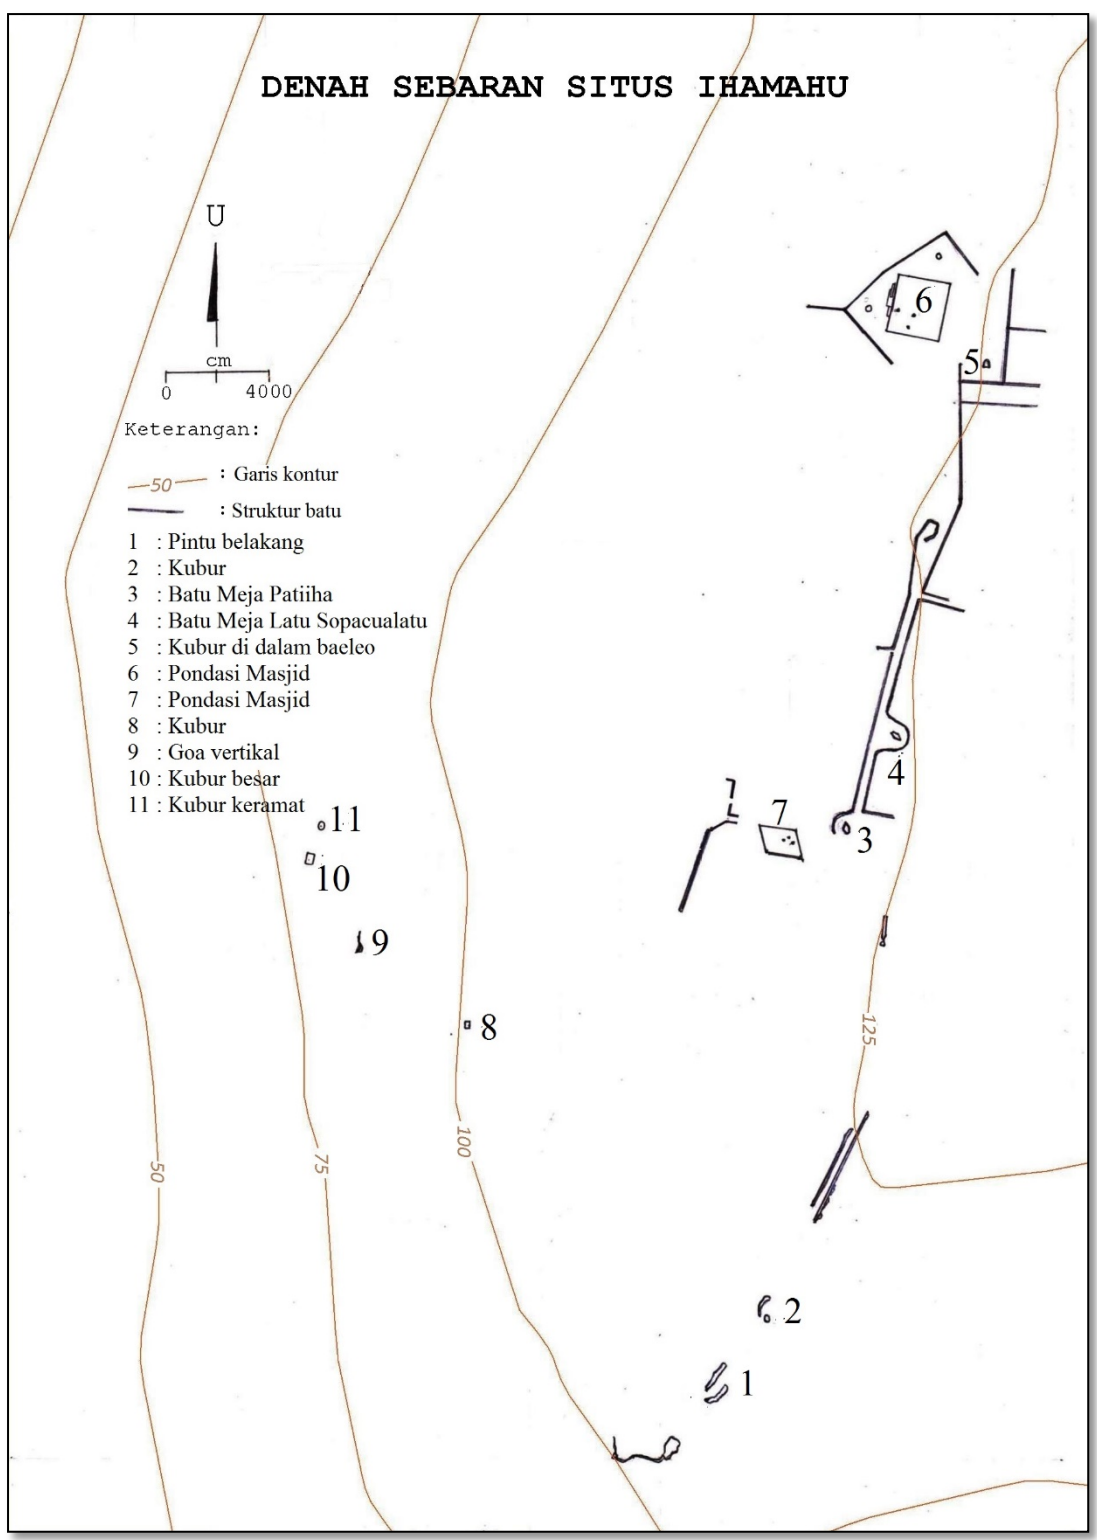 DENAH SEBARAN SITUS IHAMAHU
U
cm
0 4000
Keterangan:
50 : Garis kontur
: Struktur batu
1 : Pintu belakang
2 : Kubur
3 : Batu Meja Patiiha
4 : Batu Meja Latu Sopacualatu
5 : Kubur di dalam baeleo
6 : Pondasi Masjid
7 : Pondasi Masjid
8 : Kubur
9 : Goa vertikal
10 : Kubur besar
11 : Kubur keramat
6
5
4
7
3
11
10
9
8
125
100
75
50
2
1